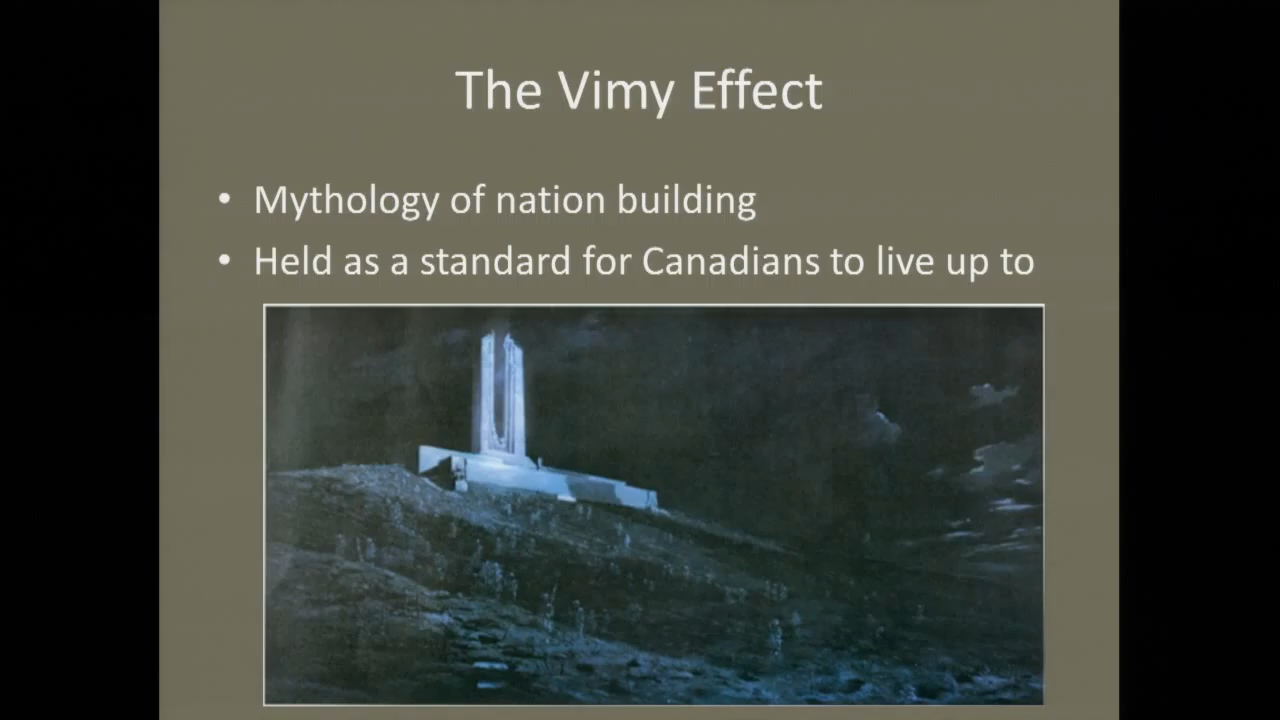 The Vimy Effect
• Mythology of nation building
• Held as a standard for Canadians to live up to